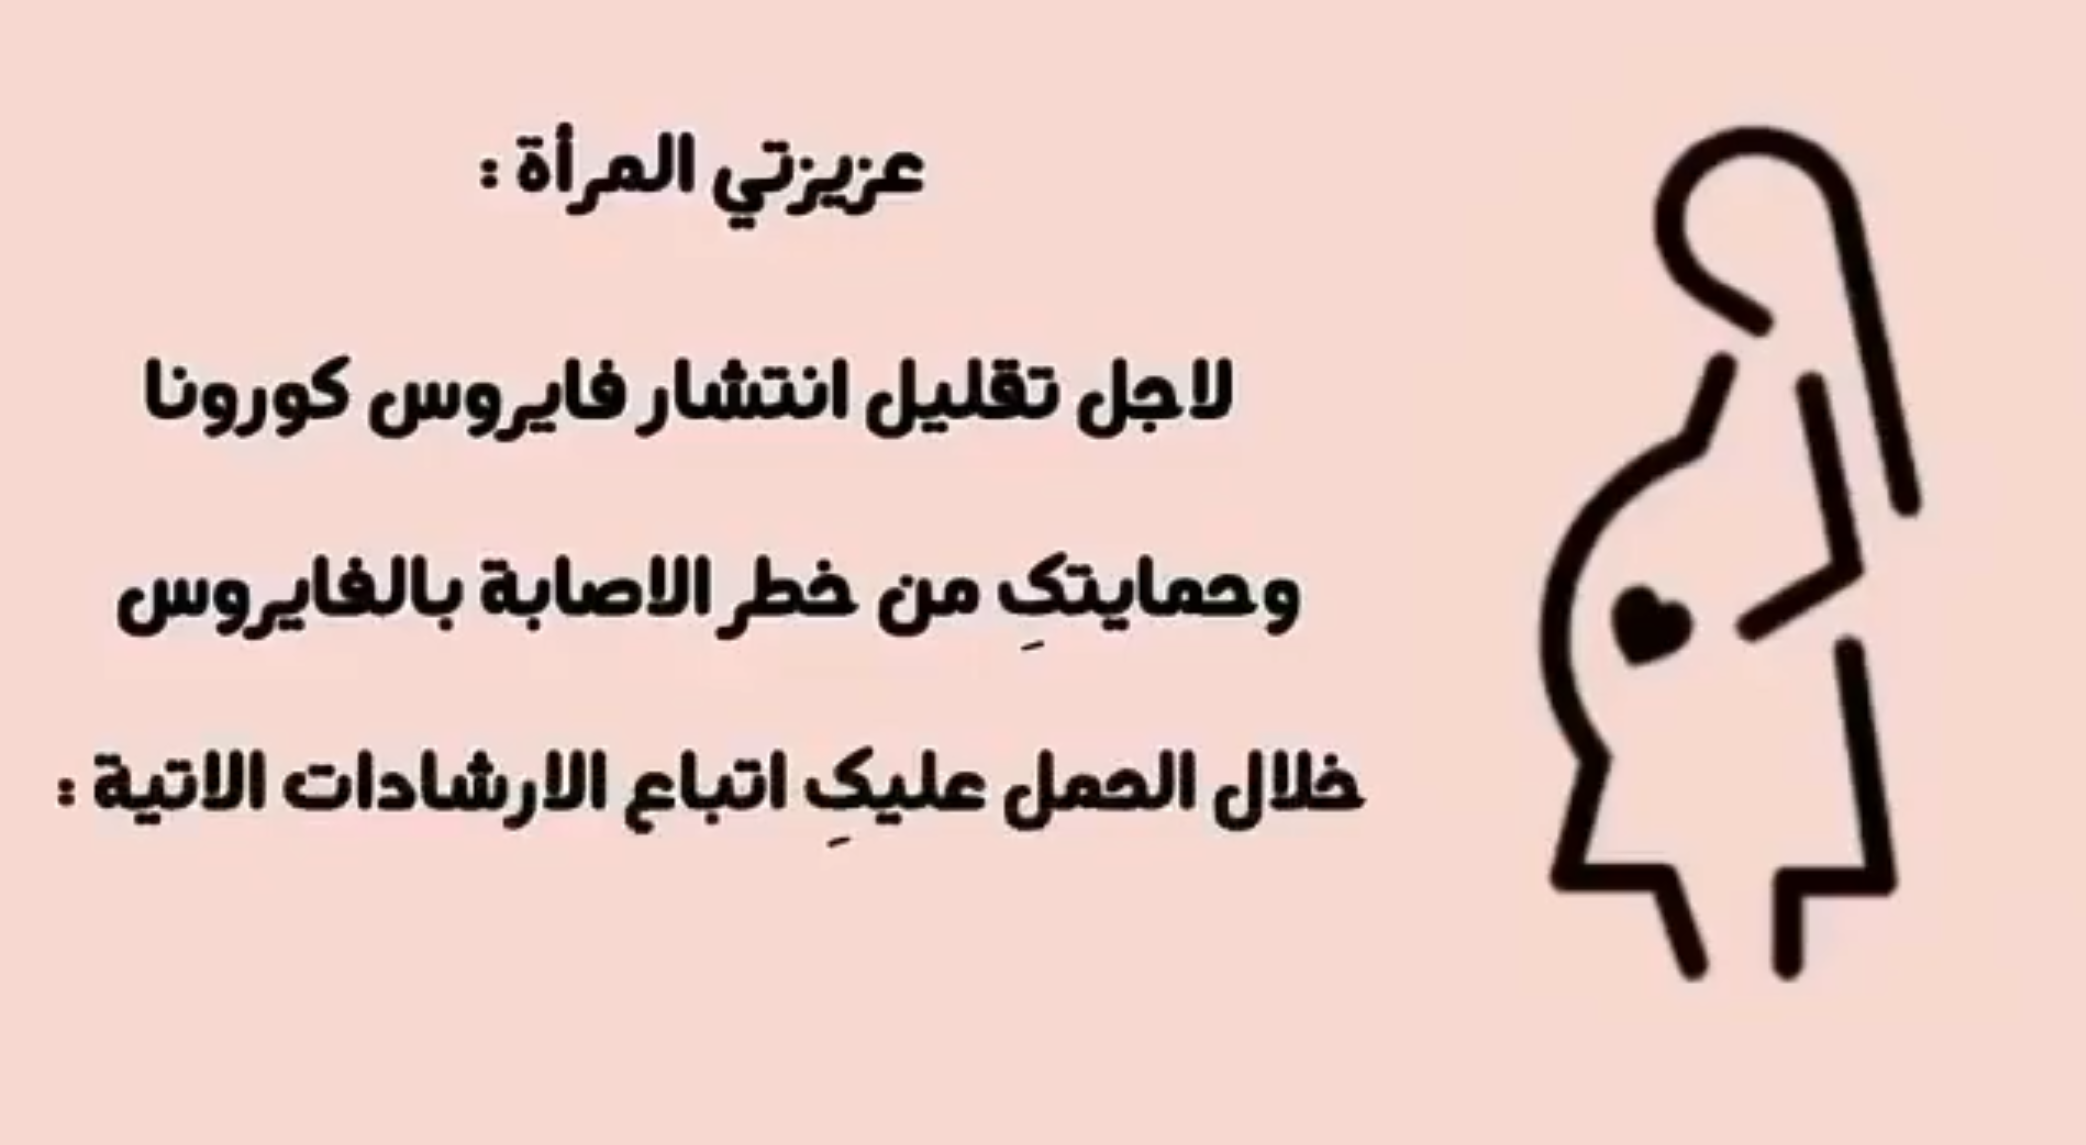 عزيزتي المرأة :
لاجل تقليل انتشار فايروس كورونا
وحمايتكِ من خطر الاصابة بالفايروس
خلال الحمل عليكِ اتباع الارشادات الاتية :